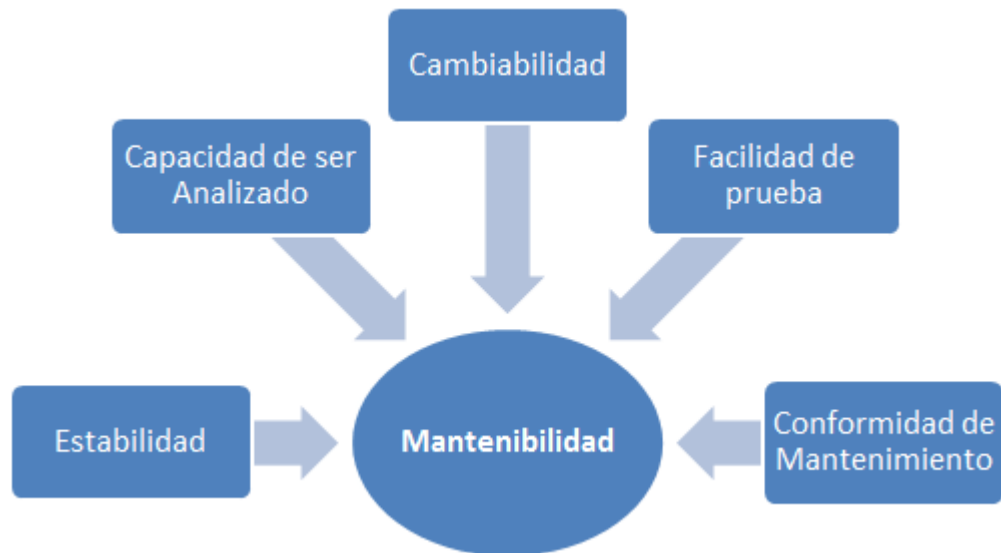 Cambiabilidad
Capacidad de ser
Analizado
Facilidad de
prueba
Estabilidad
Mantenibilidad
Conformidad de
Mantenimiento